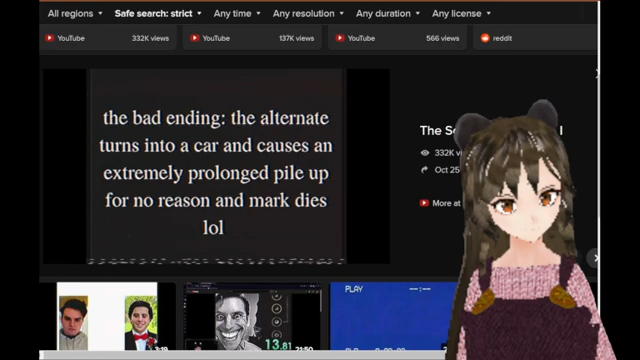 All regions Safe search: strict Any time Any resolution Any duration Any license
YouTube 332K views YouTube 137K views YouTube 566 views reddit
the bad ending: the alternate
turns into a car and causes an
extremely prolonged pile up
for no reason and mark dies
lol
The
332K
Oct 25
More at
3:19
13.81
21:50
PLAY --:--